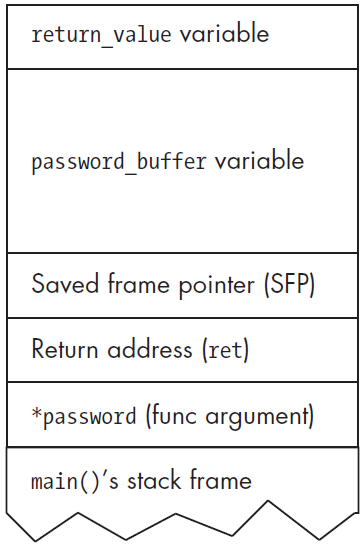 return_value variable
password_buffer variable
Saved frame pointer (SFP)
Return address (ret)
*password (func argument)
main()'s stack frame